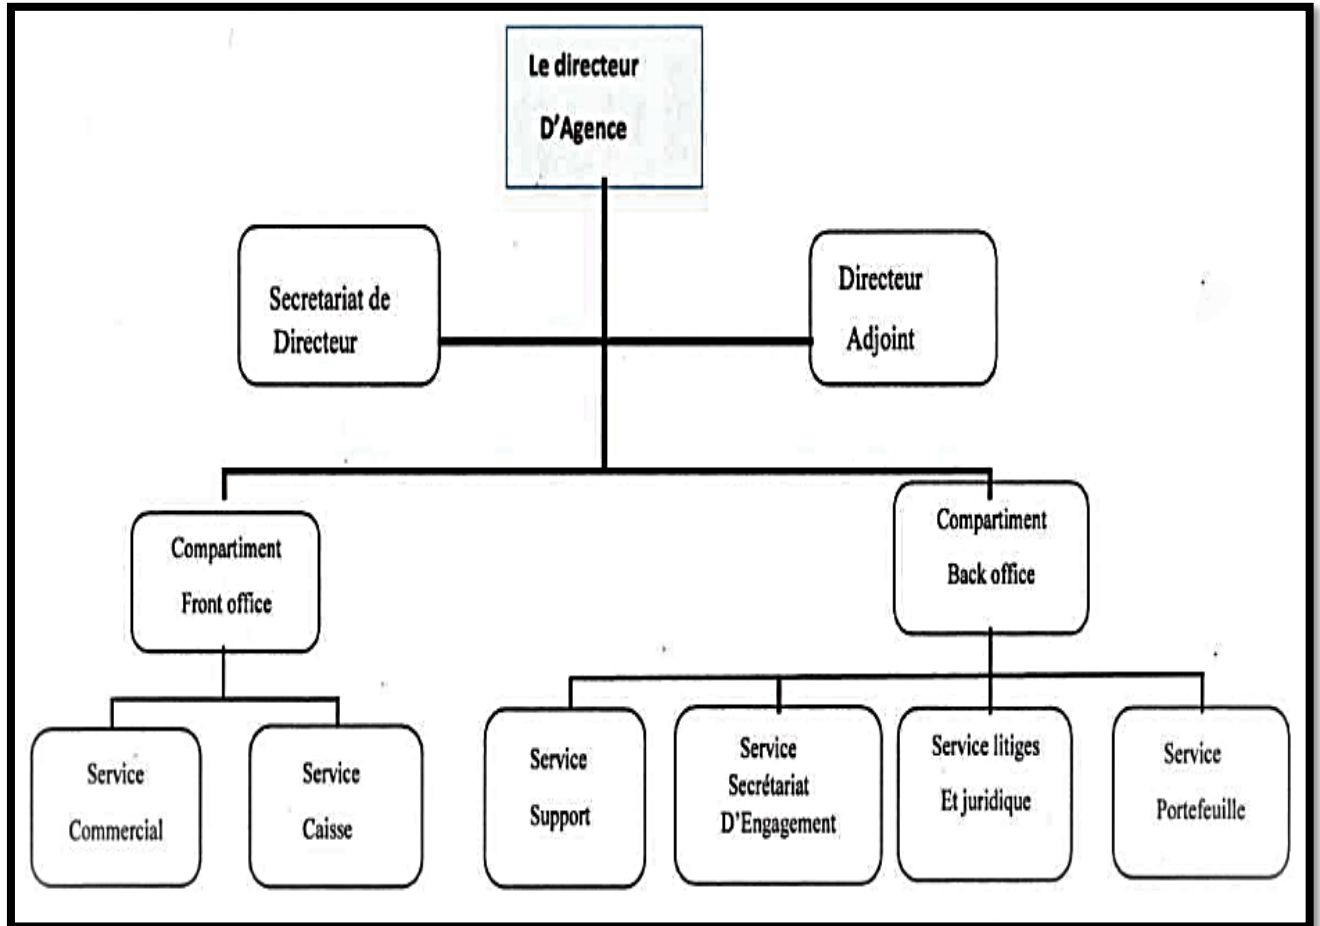 Le directeur
D'Agence
Secretariat de
Directeur
Directeur
Adjoint
Compartiment
Front office
Compartiment
Back office
Service
Commercial
Service
Caisse
Service
Support
Service
Secrétariat
D'Engagement
Service litiges
Et juridique
Service
Portefeuille